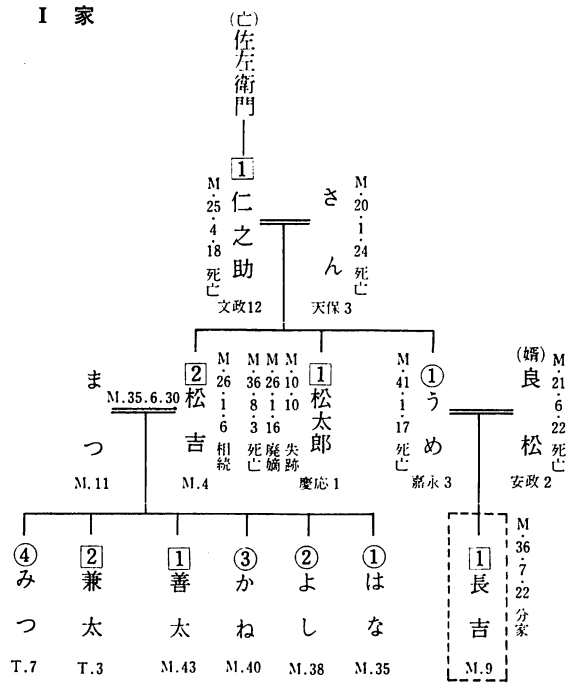 I 家
(亡)佐左衛門
1 仁之助
M・25・4・18 死亡
文政12
さん
M・20・1・24 死亡
天保3
① うめ
M・41・1・17 死亡
嘉永3
(婿)良松
M・21・6・22 死亡
安政2
1 松太郎
M・10・10 失跡
M・26・1・16 廃嫡
M・36・8・3 死亡
慶応1
2 松吉
M・26・1・6 相続
M.4
M.35.6.30
まつ
M.11
1 長吉
M・36・7・22 分家
M.9
① はな
M.35
② よし
M.38
③ かね
M.40
1 善太
M.43
2 兼太
T.3
④ みつ
T.7